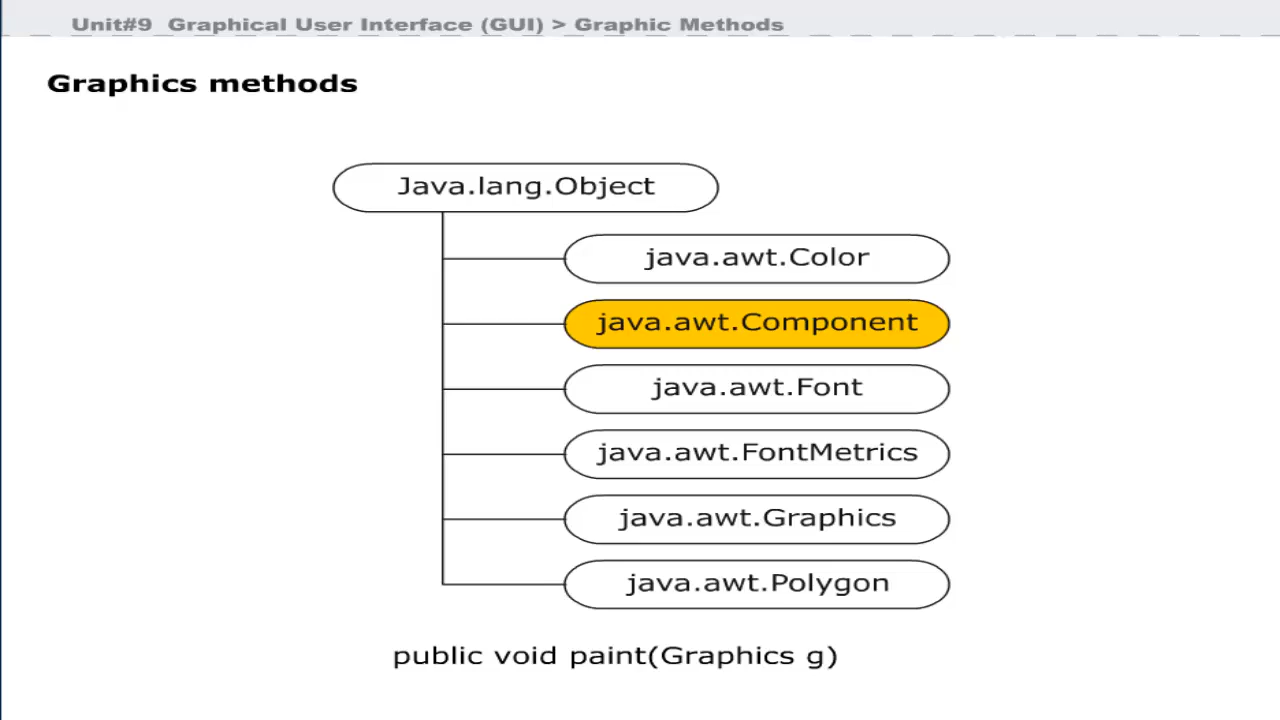 Unit#9 Graphical User Interface (GUI) > Graphic Methods
Graphics methods
Java.lang.Object
java.awt.Color
java.awt.Component
java.awt.Font
java.awt.FontMetrics
java.awt.Graphics
java.awt.Polygon
public void paint(Graphics g)